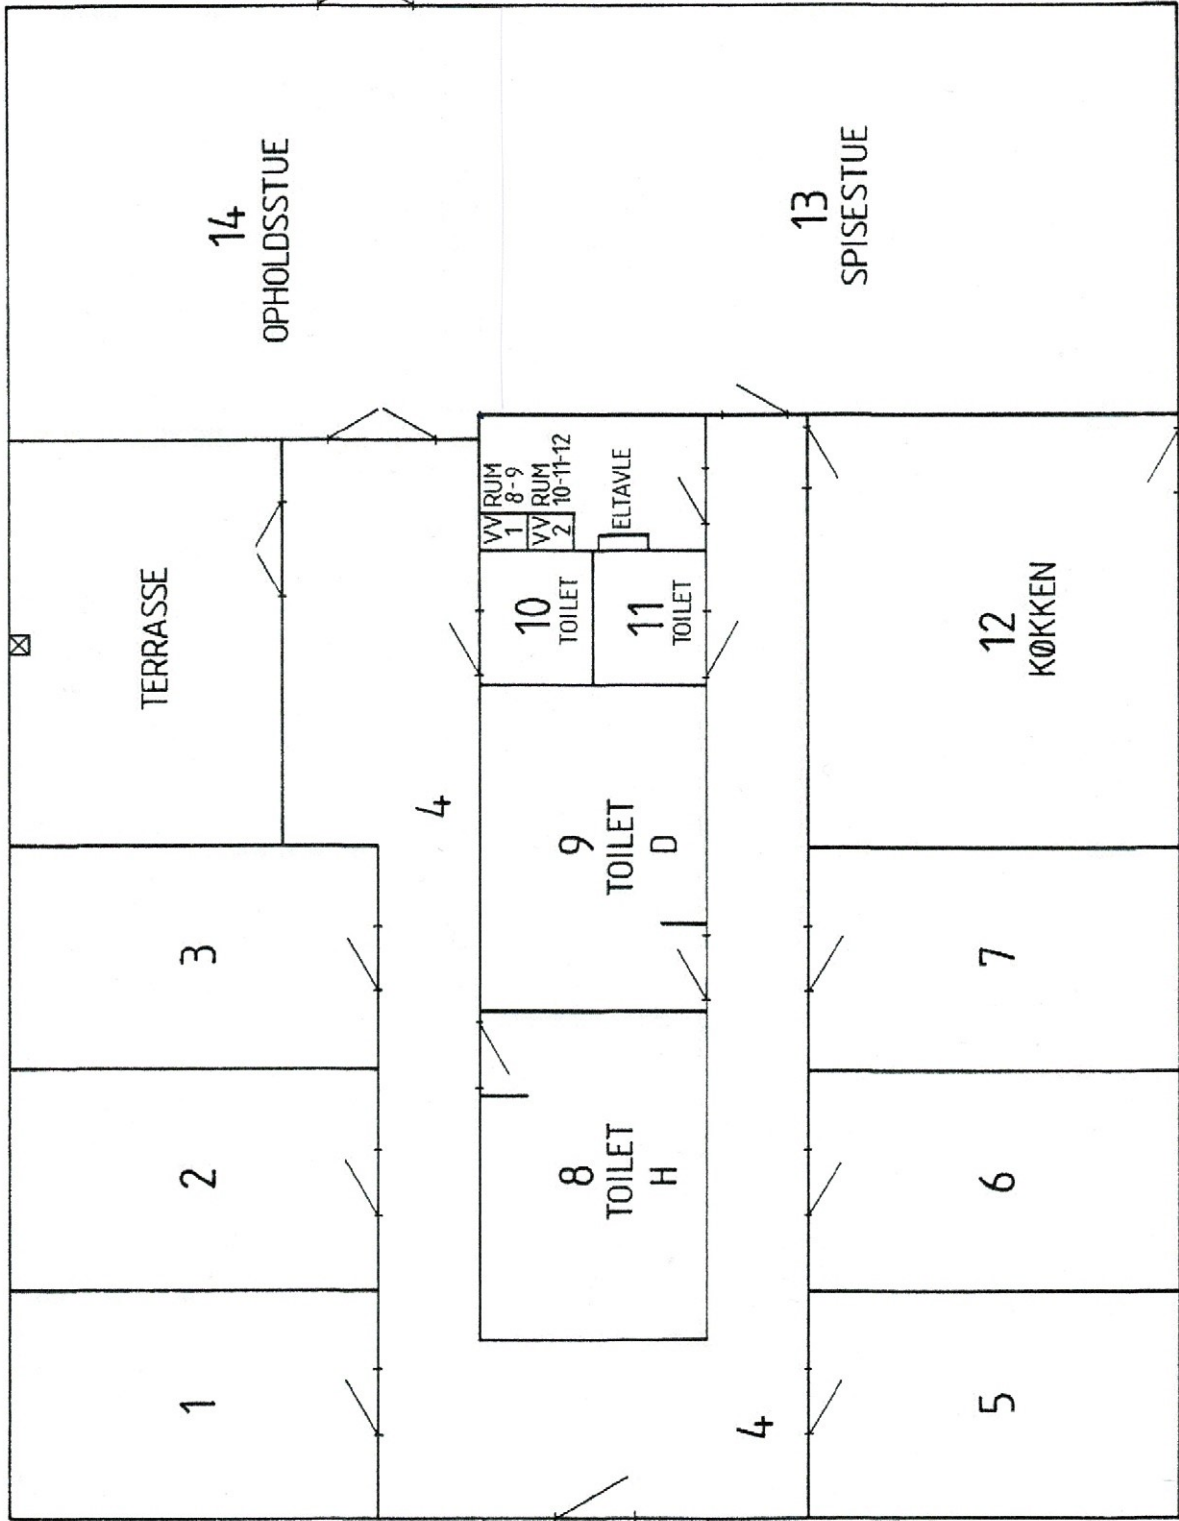 1
2
3
TERRASSE
14
OPHOLDSSTUE
4
8
TOILET
H
9
TOILET
D
10
TOILET
11
TOILET
VV
1
RUM
8-9
VV
2
RUM
10-11-12
ELTAVLE
4
13
SPISESTUE
5
6
7
12
KØKKEN